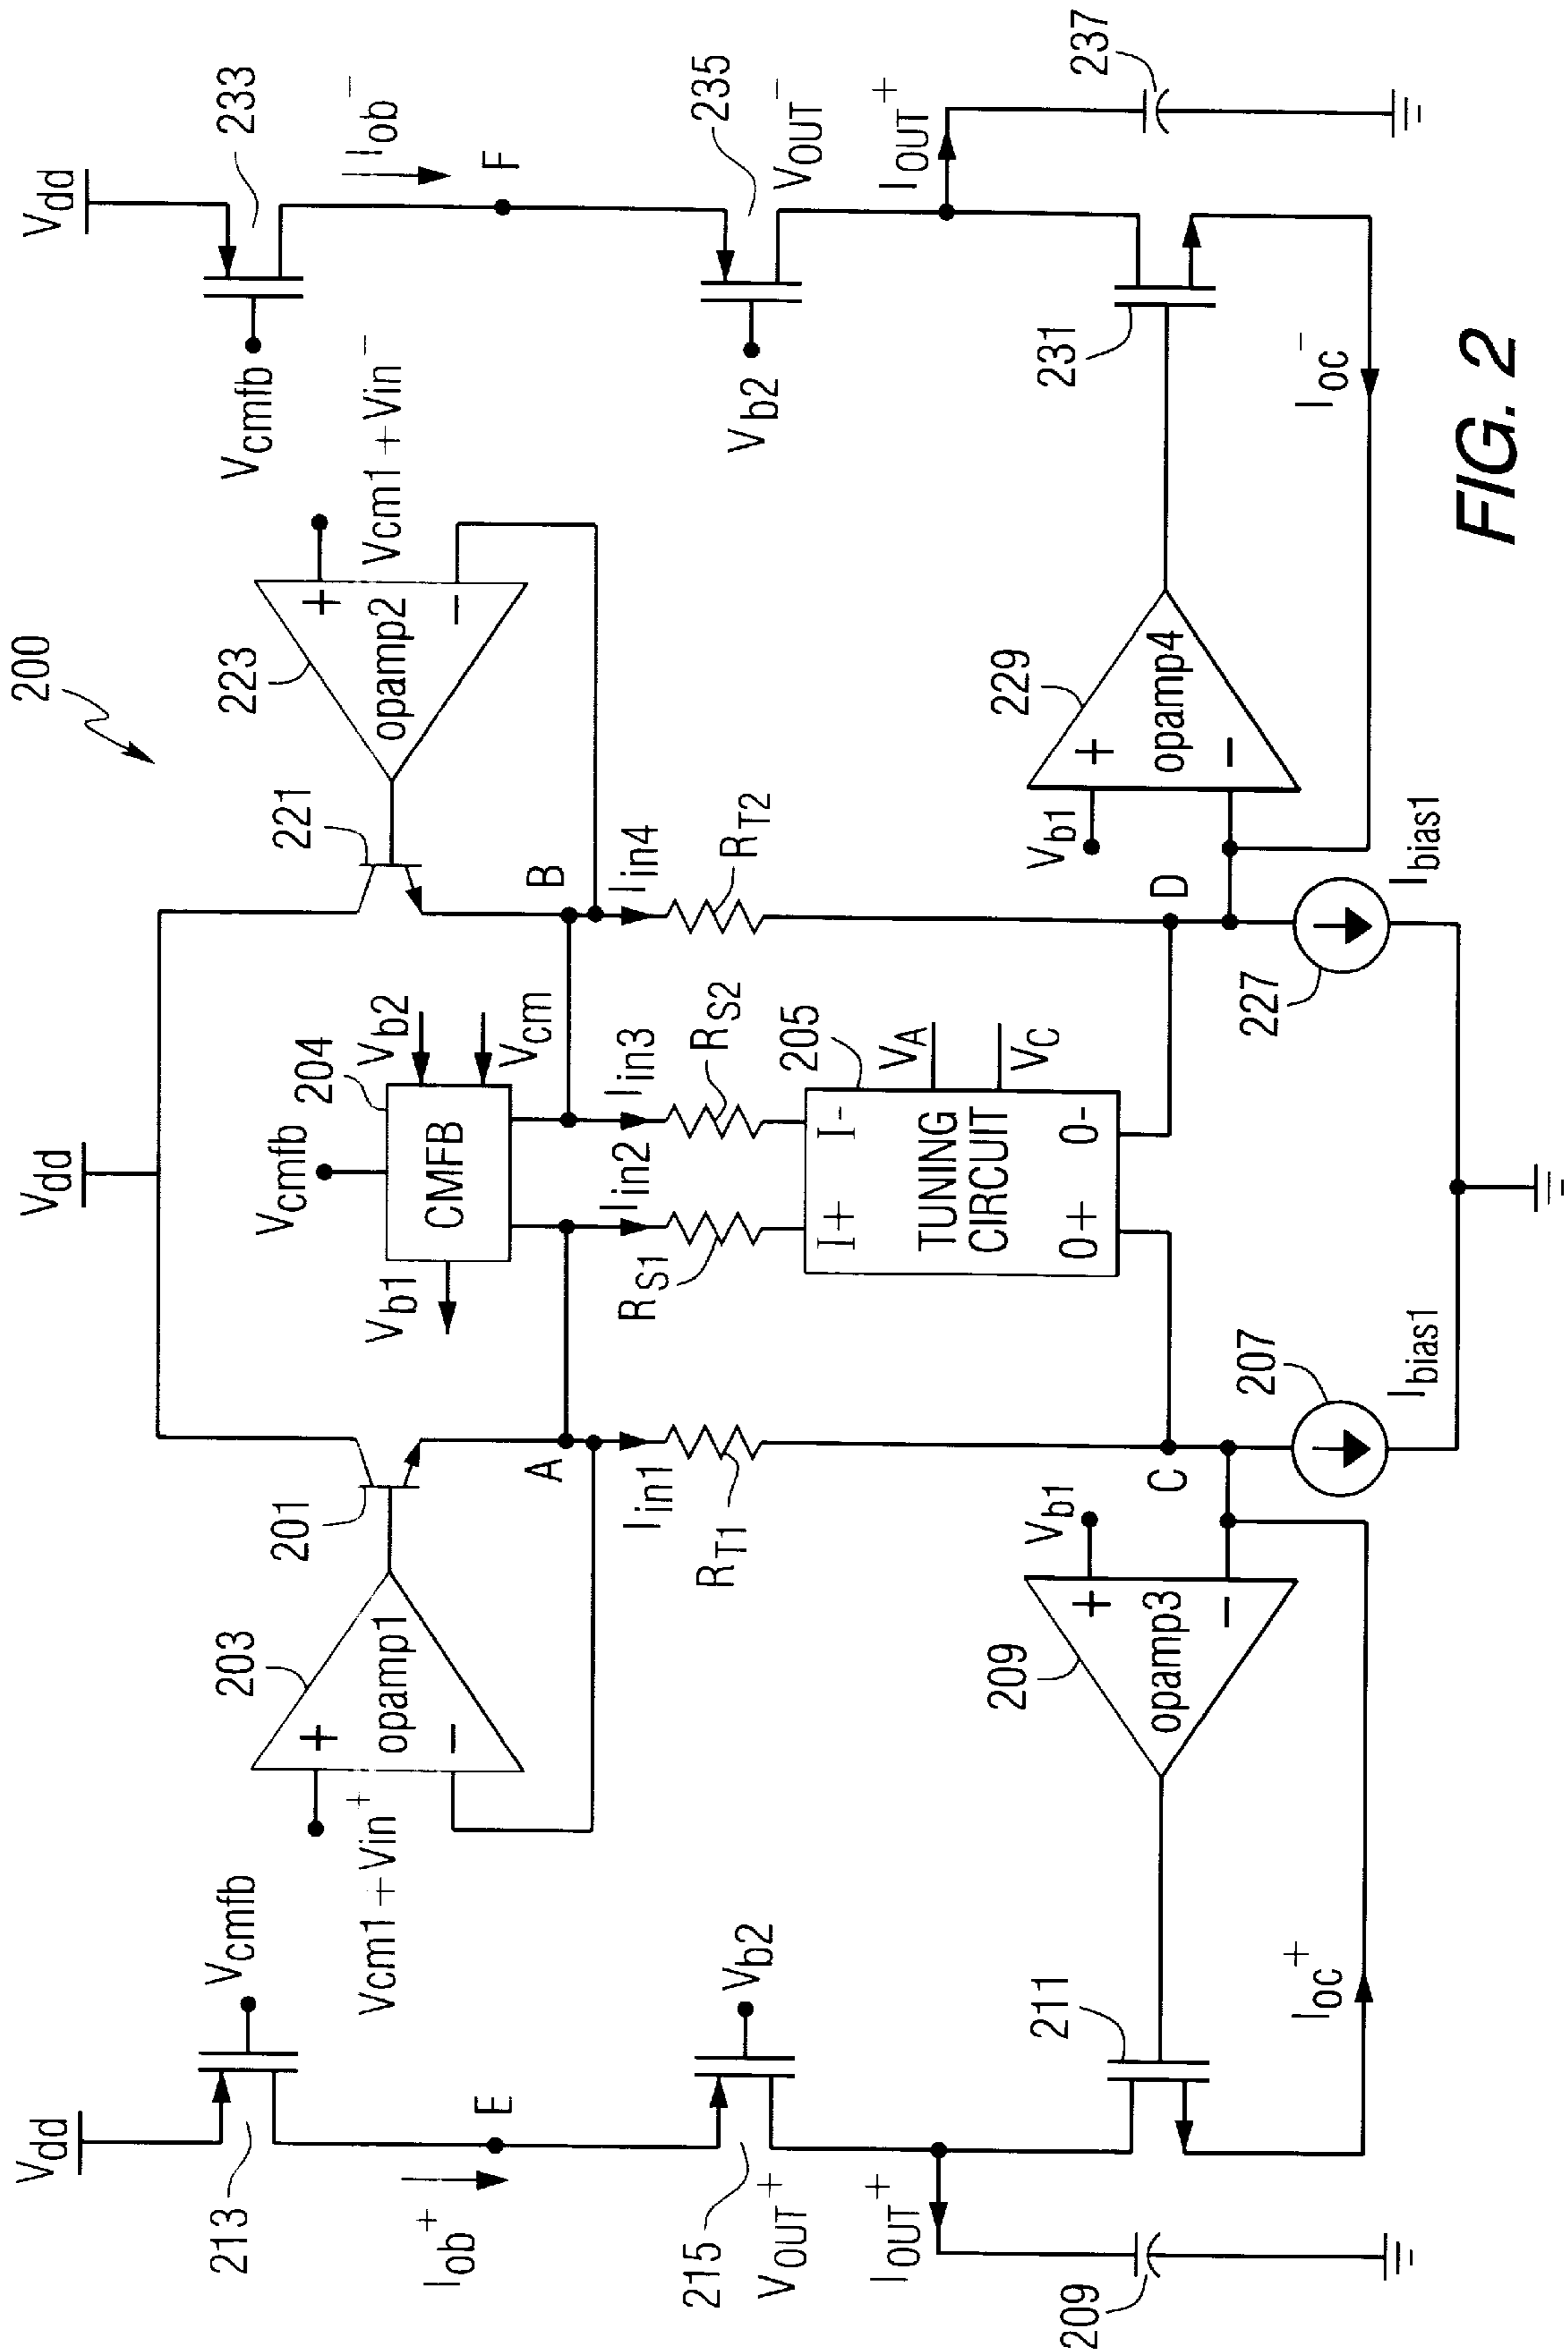 200
Vdd
Vdd
Vdd
213
Vcmfb
Iob+
E
215
Vb2
VOUT+
IOUT+
209
211
Ioc+
203
+
opamp1
−
Vcm1+Vin+
201
A
Iin1
RT1
Vb1
CMFB
204
Vcmfb
Vb2
Vcm
Iin2
Iin3
RS1
RS2
I+
I-
TUNING
CIRCUIT
O+
O-
205
VA
VC
221
223
+
opamp2
−
Vcm1+Vin−
B
Iin4
RT2
209
Vb1
+
opamp3
−
C
207
Ibias1
D
227
Ibias1
229
Vb1
+
opamp4
−
233
Vcmfb
Iob−
F
235
Vb2
VOUT−
IOUT+
237
231
Ioc−
FIG. 2